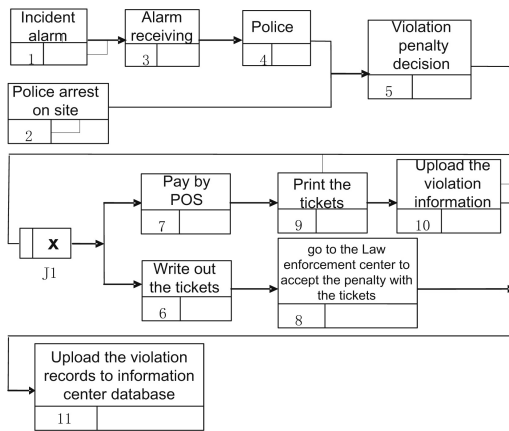 Incident
alarm
1
Alarm
receiving
3
Police
4
Violation
penalty
decision
5
Police arrest
on site
2
Pay by
POS
7
Print the
tickets
9
Upload the
violation
information
10
X
J1
Write out
the tickets
6
go to the Law
enforcement center to
accept the penalty with
the tickets
8
Upload the violation
records to information
center database
11